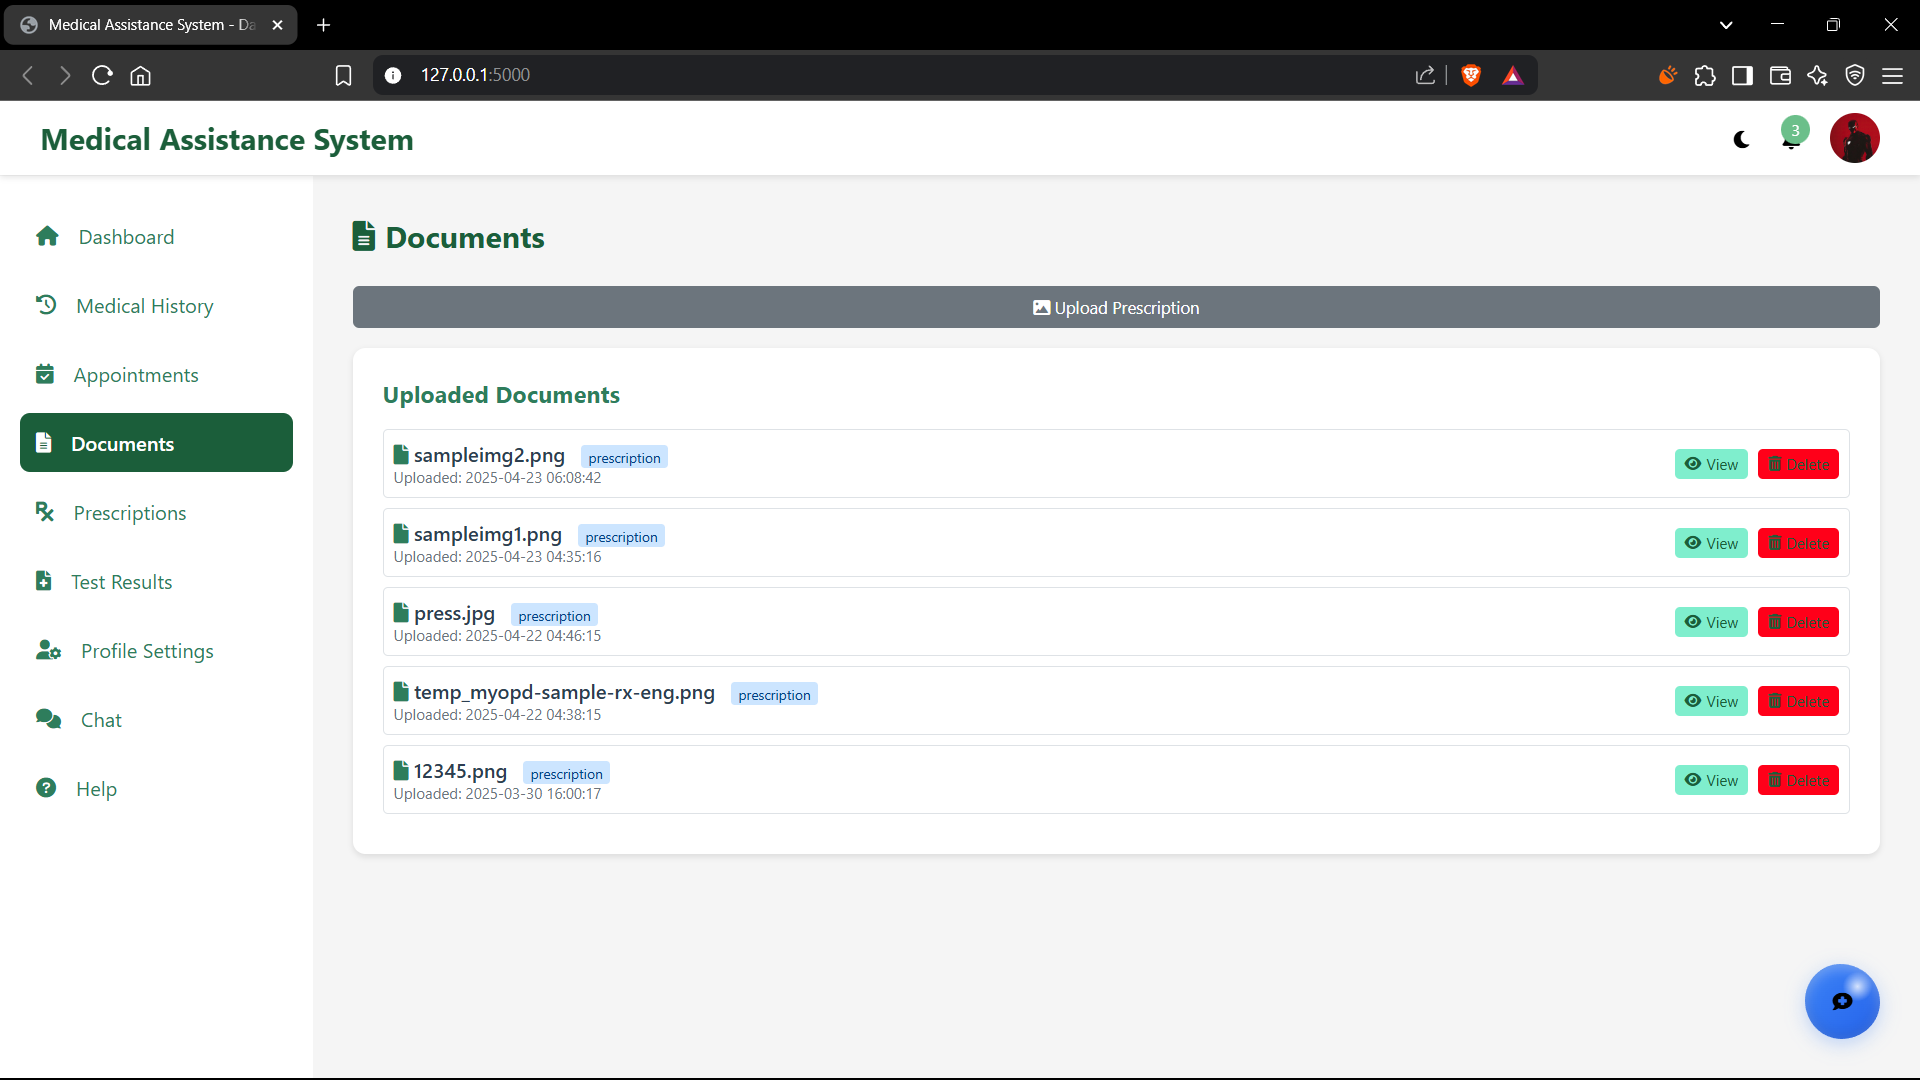 Medical Assistance System - Da
127.0.0.1:5000
Medical Assistance System
3
Dashboard
Medical History
Appointments
Documents
Prescriptions
Test Results
Profile Settings
Chat
Help
Documents
Upload Prescription
Uploaded Documents
sampleimg2.png prescription
Uploaded: 2025-04-23 06:08:42
View Delete
sampleimg1.png prescription
Uploaded: 2025-04-23 04:35:16
View Delete
press.jpg prescription
Uploaded: 2025-04-22 04:46:15
View Delete
temp_myopd-sample-rx-eng.png prescription
Uploaded: 2025-04-22 04:38:15
View Delete
12345.png prescription
Uploaded: 2025-03-30 16:00:17
View Delete